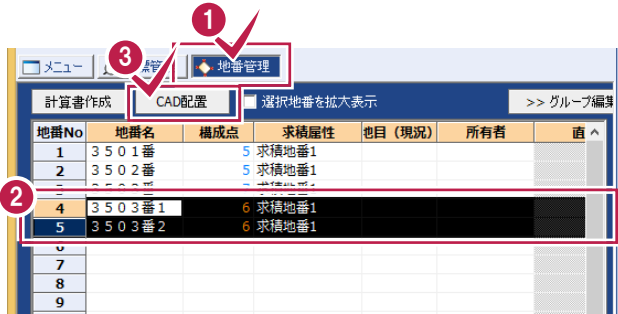 1
3
メニュー 地番管理
計算書作成 CAD配置 選択地番を拡大表示 >> グループ編集
地番No 地番名 構成点 求積属性 地目（現況） 所有者 直
1 ３５０１番 5 求積地番1
2 ３５０２番 5 求積地番1
2
4 ３５０３番１ 6 求積地番1
5 ３５０３番２ 6 求積地番1
6
7
8
9